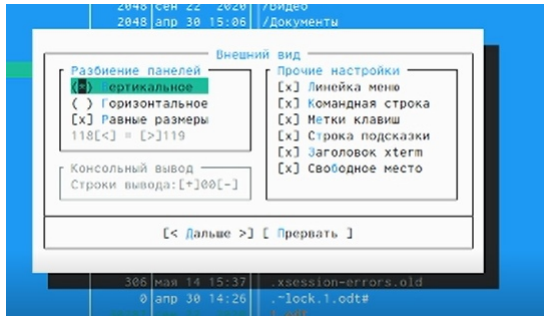 2048 сен 22 2020 /Видео
2048 апр 30 15:06 /Документы
Внешний вид
Разбиение панелей
(*) Вертикальное
( ) Горизонтальное
[x] Равные размеры
118[<] = [>]119
Консольный вывод
Строки вывода:[+]00[-]
Прочие настройки
[x] Линейка меню
[x] Командная строка
[x] Метки клавиш
[x] Строка подсказки
[x] Заголовок xterm
[x] Свободное место
[< Дальше >] [ Прервать ]
306 мая 14 15:37 .xsession-errors.old
0 апр 30 14:26 .~lock.1.odt#